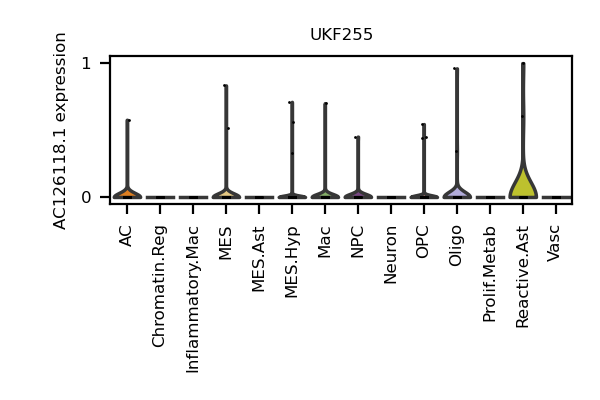 UKF255
AC126118.1 expression
1
0
AC
Chromatin.Reg
Inflammatory.Mac
MES
MES.Ast
MES.Hyp
Mac
NPC
Neuron
OPC
Oligo
Prolif.Metab
Reactive.Ast
Vasc